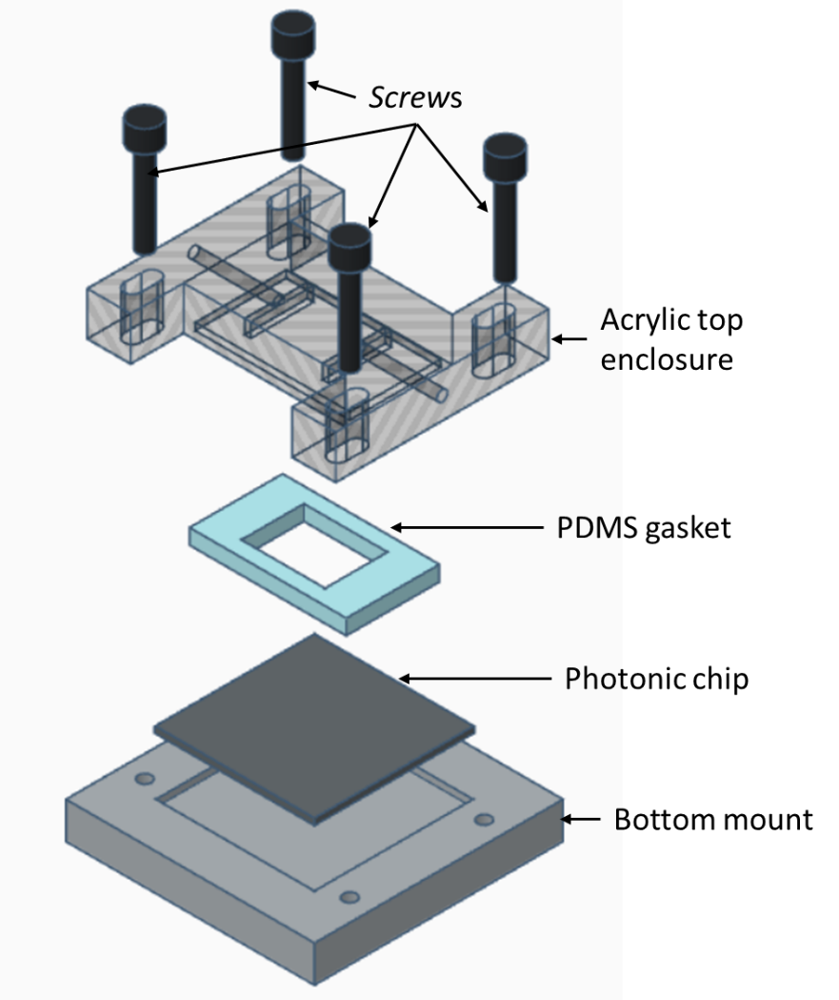 Screws
Acrylic top
enclosure
PDMS gasket
Photonic chip
Bottom mount